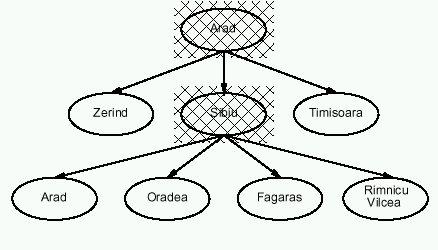 Arad
Zerind
Sibiu
Timisoara
Arad
Oradea
Fagaras
Rimnicu
Vilcea